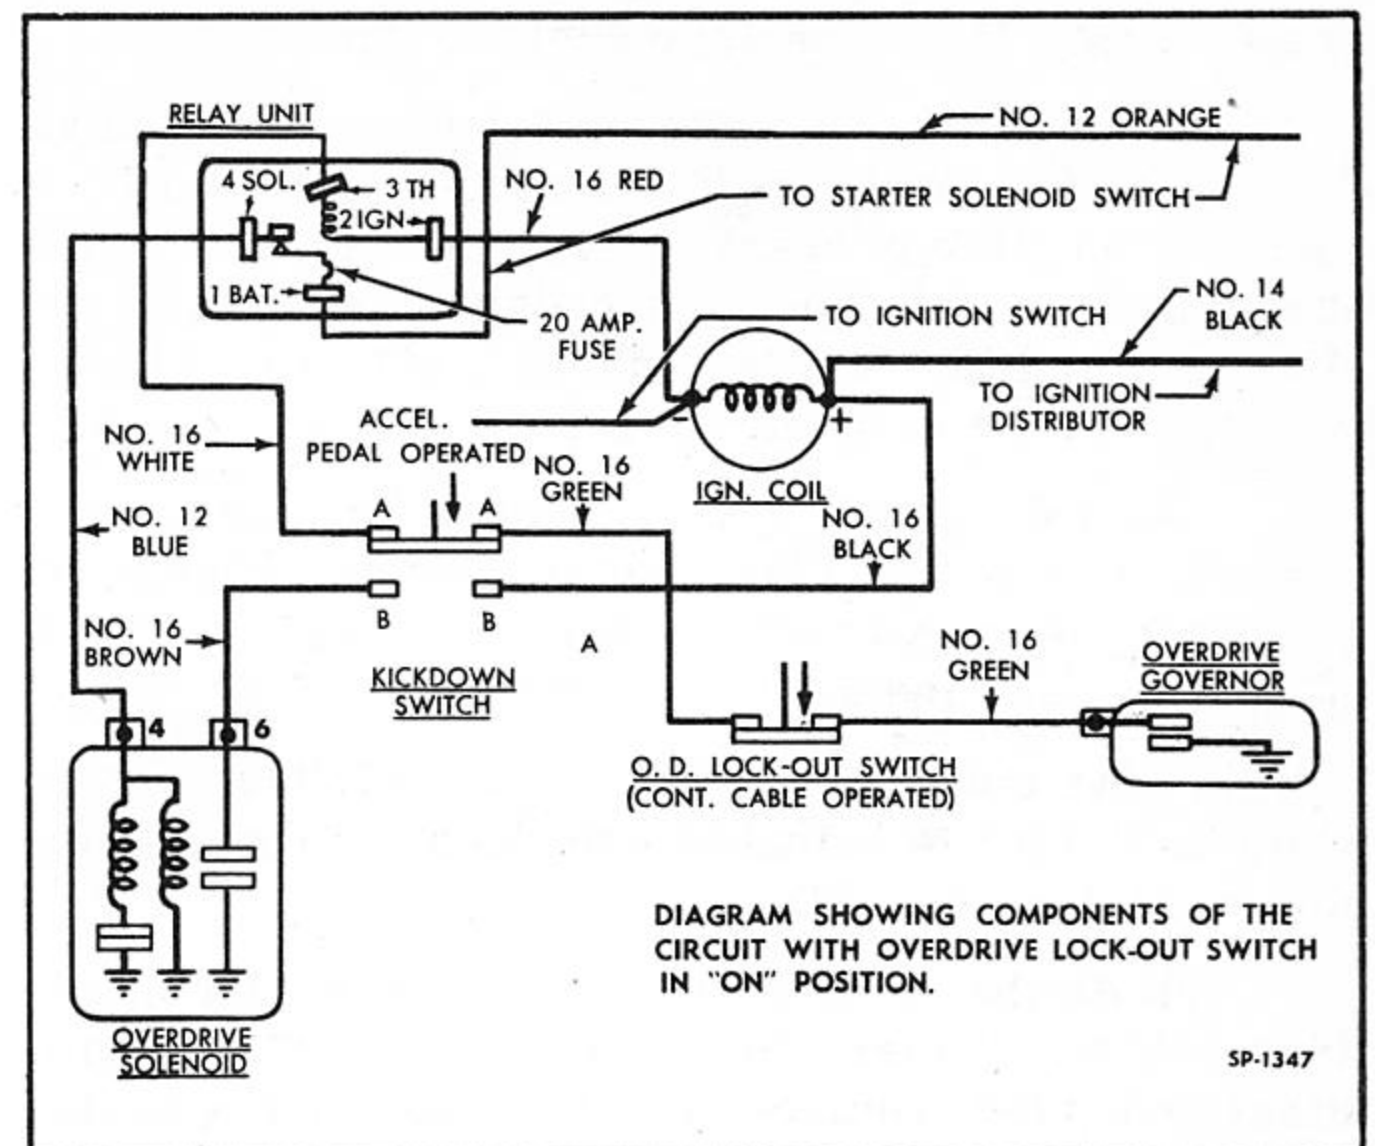 RELAY UNIT
NO. 12 ORANGE
4 SOL.
3 TH
NO. 16 RED
TO STARTER SOLENOID SWITCH
2 IGN
1 BAT.
20 AMP.
FUSE
TO IGNITION SWITCH
NO. 14
BLACK
TO IGNITION
DISTRIBUTOR
ACCEL.
PEDAL OPERATED
NO. 16
WHITE
NO. 16
GREEN
-
+
IGN. COIL
NO. 12
BLUE
A
A
NO. 16
BLACK
B
B
A
NO. 16
BROWN
KICKDOWN
SWITCH
NO. 16
GREEN
OVERDRIVE
GOVERNOR
4
6
O. D. LOCK-OUT SWITCH
(CONT. CABLE OPERATED)
DIAGRAM SHOWING COMPONENTS OF THE
CIRCUIT WITH OVERDRIVE LOCK-OUT SWITCH
IN "ON" POSITION.
OVERDRIVE
SOLENOID
SP-1347